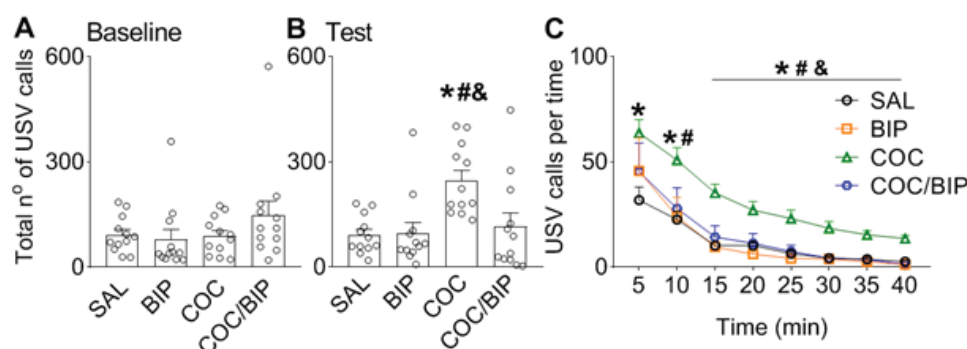 A Baseline
Total nº of USV calls
600
300
0
SAL
BIP
COC
COC/BIP
B Test
600
300
0
*#&
SAL
BIP
COC
COC/BIP
C
USV calls per time
100
50
0
*
*#
* # &
SAL
BIP
COC
COC/BIP
5 10 15 20 25 30 35 40
Time (min)